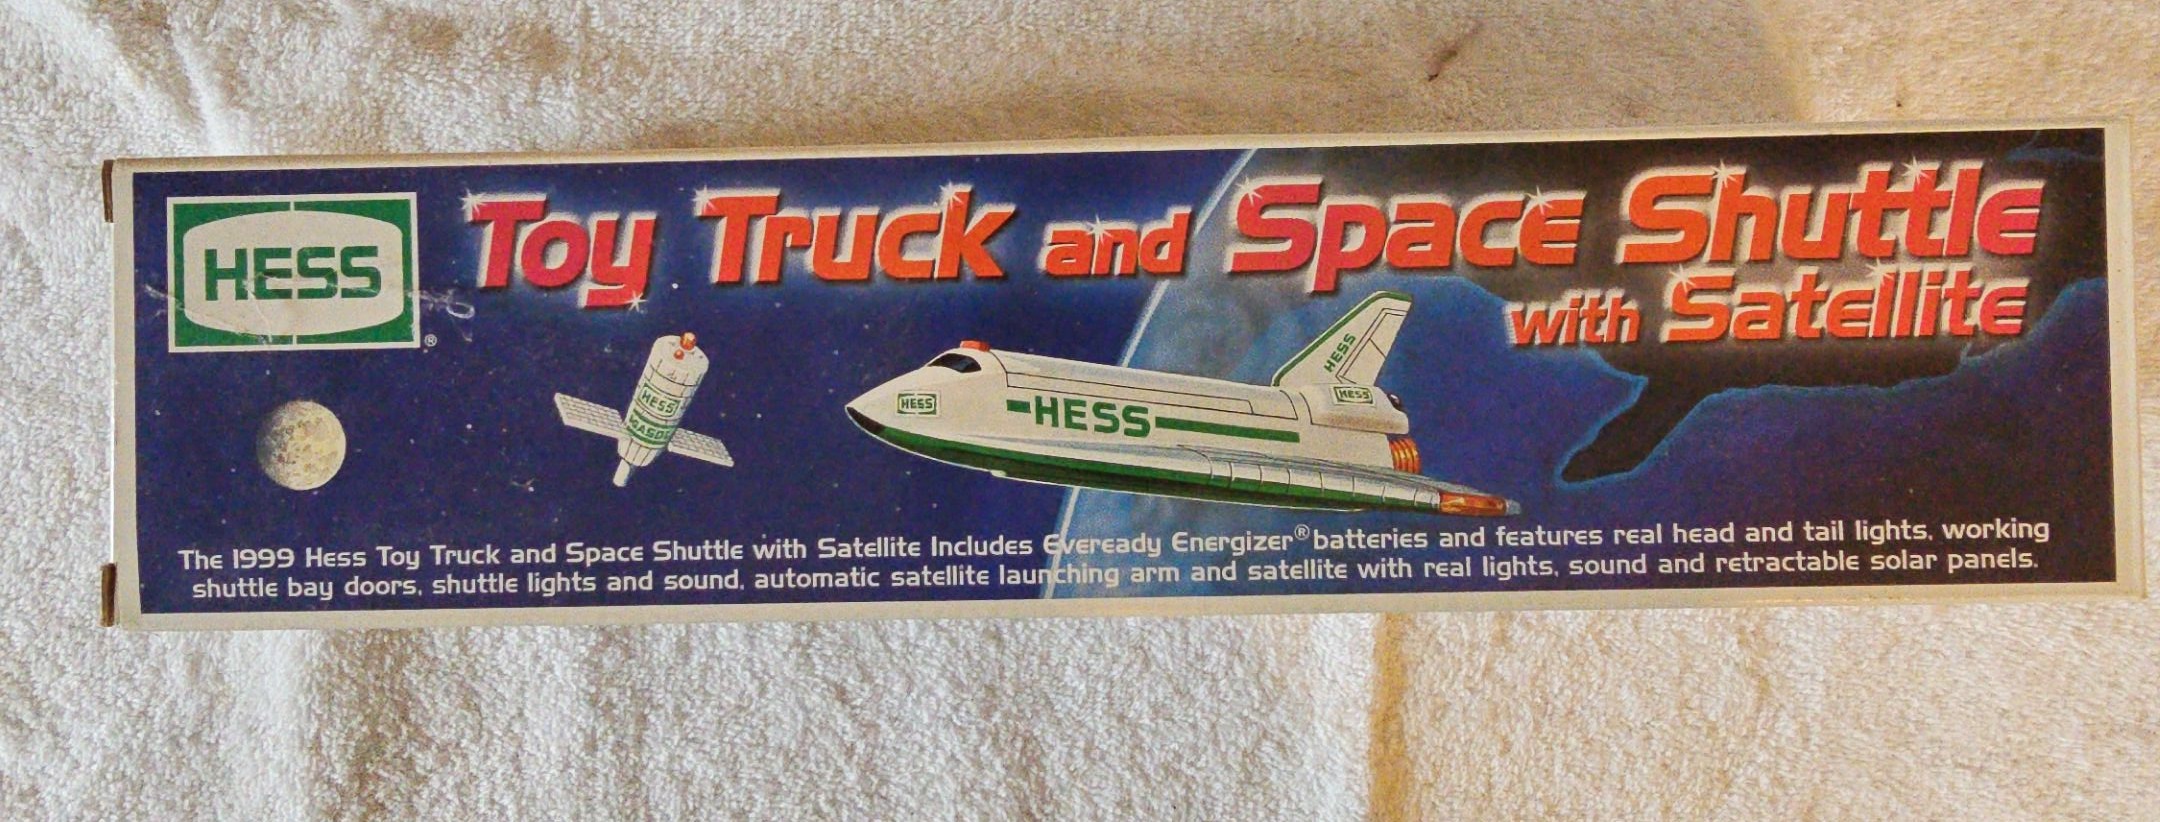 HESS
®
Toy Truck and Space Shuttle
with Satellite
HESS
GASOL
HESS
HESS
HESS
HESS
The 1999 Hess Toy Truck and Space Shuttle with Satellite Includes Eveready Energizer® batteries and features real head and tail lights, working
shuttle bay doors, shuttle lights and sound, automatic satellite launching arm and satellite with real lights, sound and retractable solar panels.